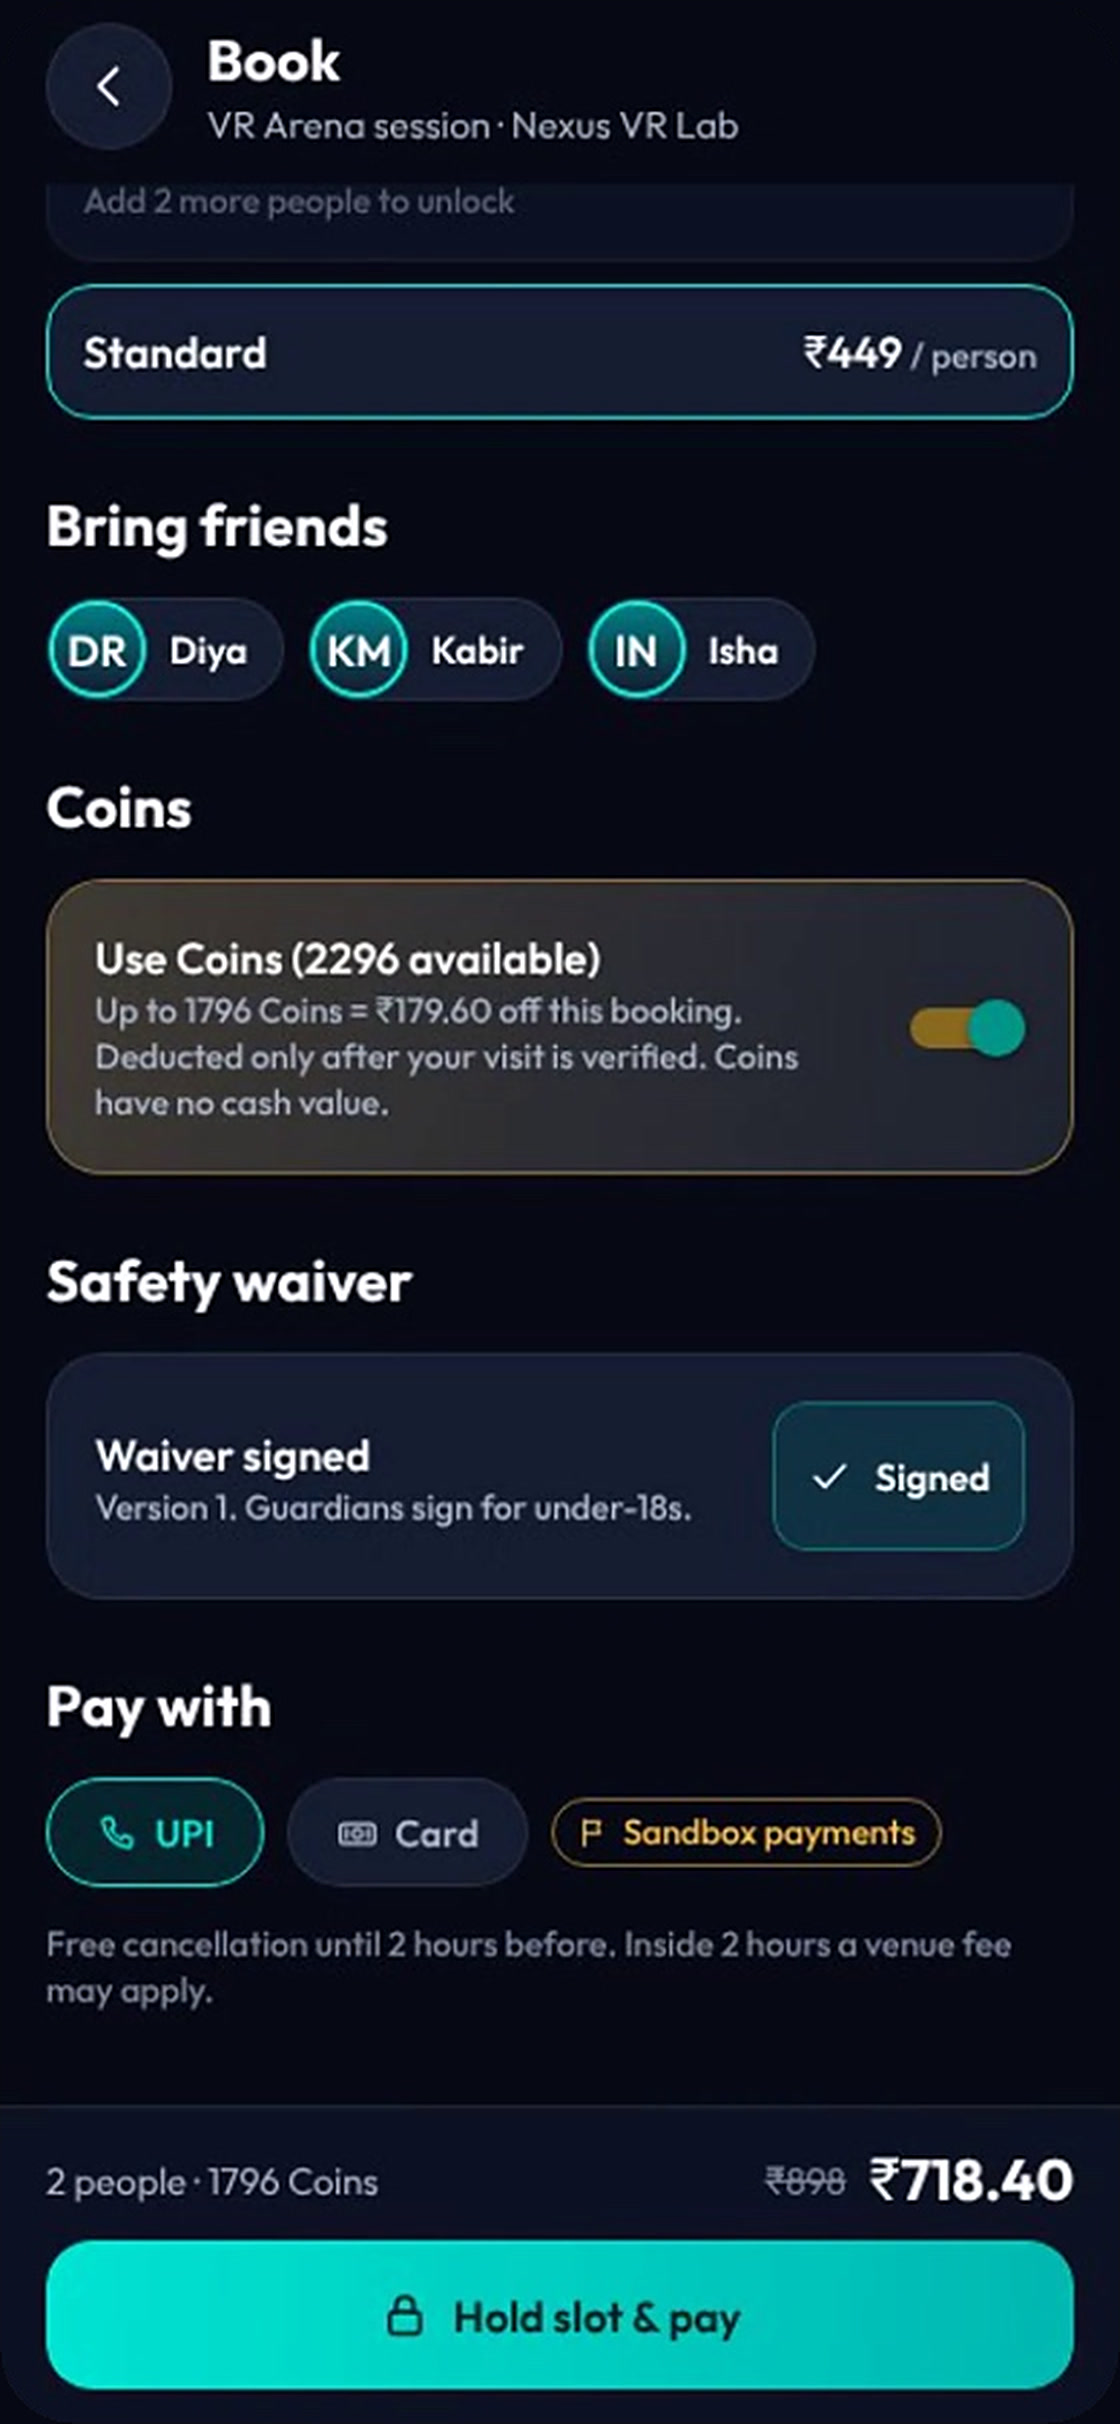 Book
VR Arena session · Nexus VR Lab
Add 2 more people to unlock
Standard
₹449 / person
Bring friends
DR Diya
KM Kabir
IN Isha
Coins
Use Coins (2296 available)
Up to 1796 Coins = ₹179.60 off this booking.
Deducted only after your visit is verified. Coins
have no cash value.
Safety waiver
Waiver signed
Version 1. Guardians sign for under-18s.
Signed
Pay with
UPI
Card
Sandbox payments
Free cancellation until 2 hours before. Inside 2 hours a venue fee
may apply.
2 people · 1796 Coins
₹898 ₹718.40
Hold slot & pay